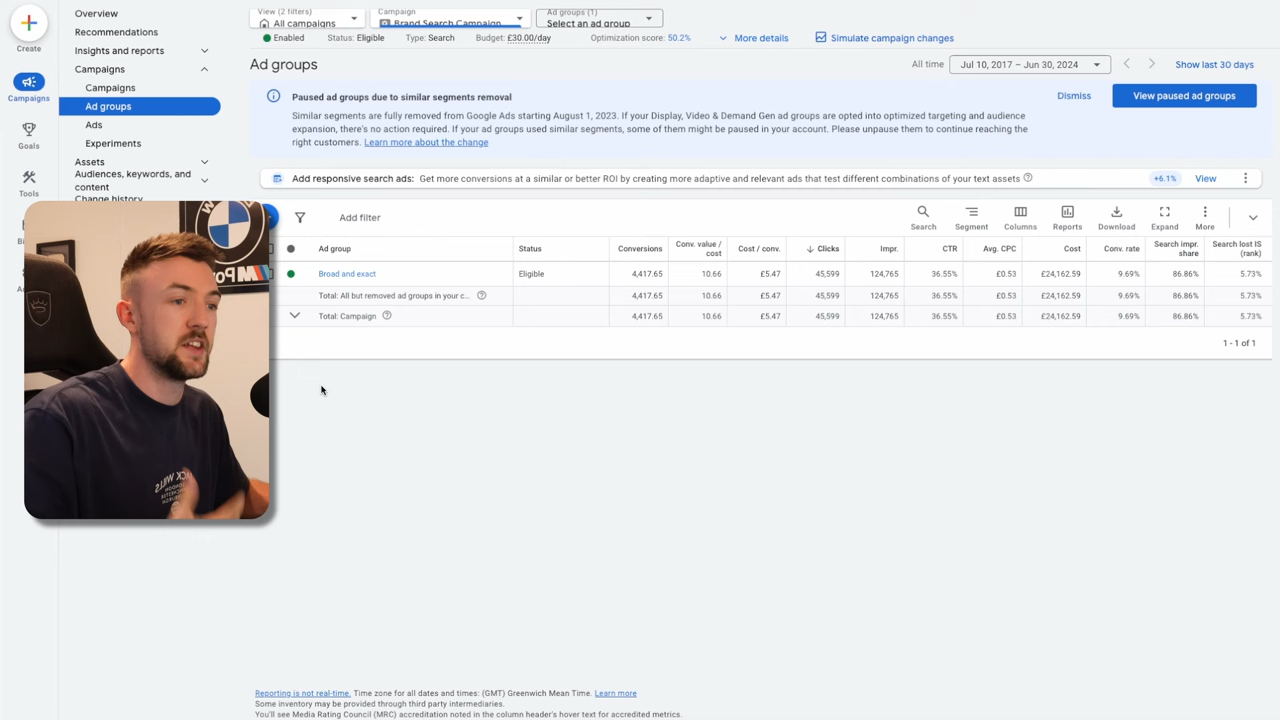 Create
Campaigns
Goals
Tools
Overview
Recommendations
Insights and reports
Campaigns
Campaigns
Ad groups
Ads
Experiments
Assets
Audiences, keywords, and
content
Change history
View (2 filters)
All campaigns
Campaign
Brand Search Campaign
Ad groups (1)
Select an ad group
Enabled Status: Eligible Type: Search Budget: £30.00/day Optimization score: 50.2% More details Simulate campaign changes
Ad groups
All time Jul 10, 2017 – Jun 30, 2024 Show last 30 days
Paused ad groups due to similar segments removal
Similar segments are fully removed from Google Ads starting August 1, 2023. If your Display, Video & Demand Gen ad groups are opted into optimized targeting and audience
expansion, there's no action required. If your ad groups used similar segments, some of them might be paused in your account. Please unpause them to continue reaching the
right customers. Learn more about the change
Dismiss
View paused ad groups
Add responsive search ads: Get more conversions at a similar or better ROI by creating more adaptive and relevant ads that test different combinations of your text assets +6.1% View
Add filter
Search Segment Columns Reports Download Expand More
Ad group Status Conversions Conv. value / cost Cost / conv. Clicks Impr. CTR Avg. CPC Cost Conv. rate Search impr. share Search lost IS (rank)
Broad and exact Eligible 4,417.65 10.66 £5.47 45,599 124,765 36.55% £0.53 £24,162.59 9.69% 86.86% 5.73%
Total: All but removed ad groups in your c... 4,417.65 10.66 £5.47 45,599 124,765 36.55% £0.53 £24,162.59 9.69% 86.86% 5.73%
Total: Campaign 4,417.65 10.66 £5.47 45,599 124,765 36.55% £0.53 £24,162.59 9.69% 86.86% 5.73%
1 - 1 of 1
Reporting is not real-time. Time zone for all dates and times: (GMT) Greenwich Mean Time. Learn more
Some inventory may be provided through third party intermediaries.
You'll see Media Rating Council (MRC) accreditation noted in the column header's hover text for accredited metrics.